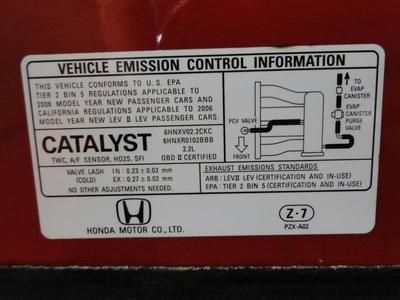 VEHICLE EMISSION CONTROL INFORMATION
THIS VEHICLE CONFORMS TO U.S. EPA
TIER 2 BIN 5 REGULATIONS APPLICABLE TO
2006 MODEL YEAR NEW PASSENGER CARS AND
CALIFORNIA REGULATIONS APPLICABLE TO 2006
MODEL YEAR NEW LEV II LEV PASSENGER CARS.
CATALYST
6HNXV02.2CKC
6HNXR0102BBB
2.2L
TWC, A/F SENSOR, HO2S, SFI
OBD II CERTIFIED
VALVE LASH IN : 0.23 ± 0.02 mm
(COLD) EX : 0.27 ± 0.02 mm
NO OTHER ADJUSTMENTS NEEDED.
TO
EVAP
CANISTER
EVAP
CANISTER
PURGE
VALVE
PCV VALVE
FRONT
EXHAUST EMISSIONS STANDARDS
ARB : LEVII LEV (CERTIFICATION AND IN-USE)
EPA : TIER 2 BIN 5 (CERTIFICATION AND IN-USE)
HONDA MOTOR CO., LTD.
Z-7
PZX-A02